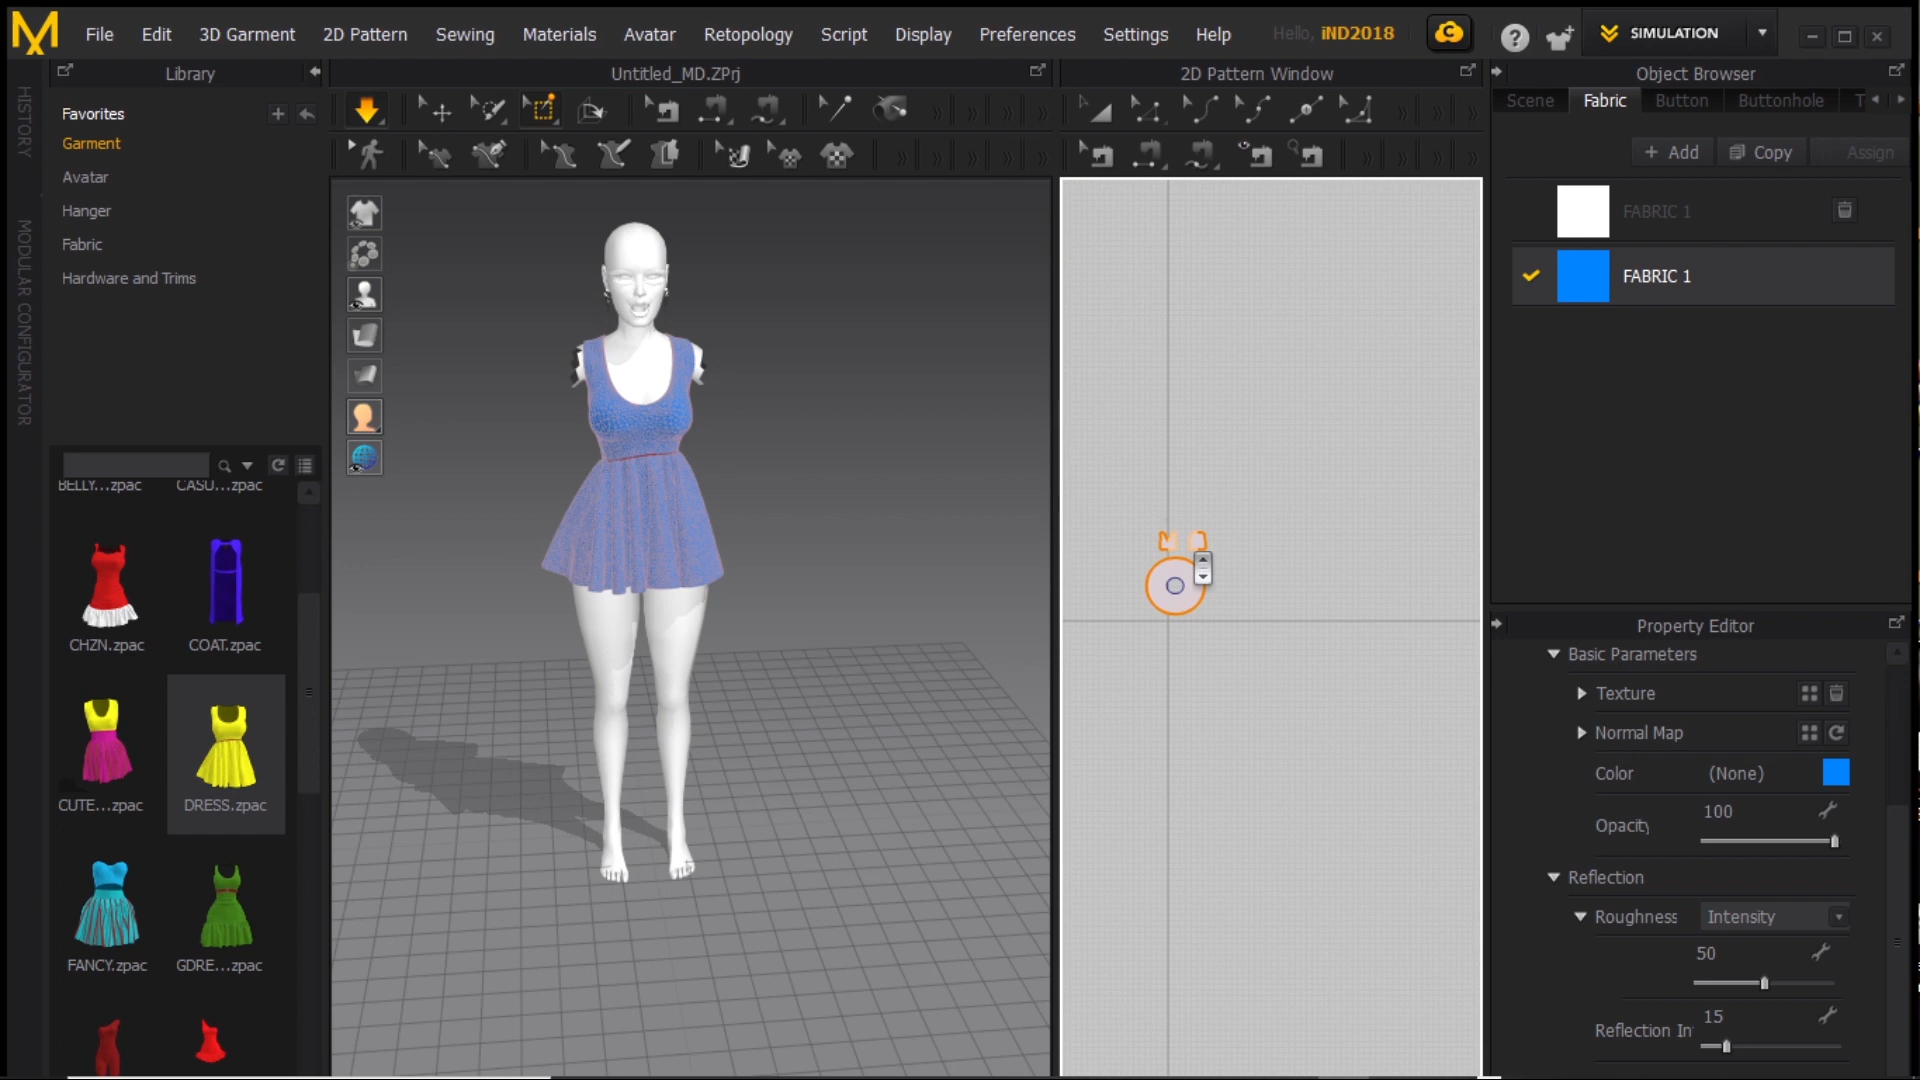 File Edit 3D Garment 2D Pattern Sewing Materials Avatar Retopology Script Display Preferences Settings Help Hello, iND2018 SIMULATION
Library
Untitled_MD.ZPrj
2D Pattern Window
Object Browser
HISTORY
MODULAR CONFIGURATOR
Favorites
Garment
Avatar
Hanger
Fabric
Hardware and Trims
BELLY...zpac CASU...zpac
CHZN.zpac COAT.zpac
CUTE...zpac DRESS.zpac
FANCY.zpac GDRE...zpac
Scene Fabric Button Buttonhole T
+ Add Copy Assign
FABRIC 1
FABRIC 1
Property Editor
Basic Parameters
Texture
Normal Map
Color (None)
Opacity 100
Reflection
Roughness Intensity
50
Reflection In 15